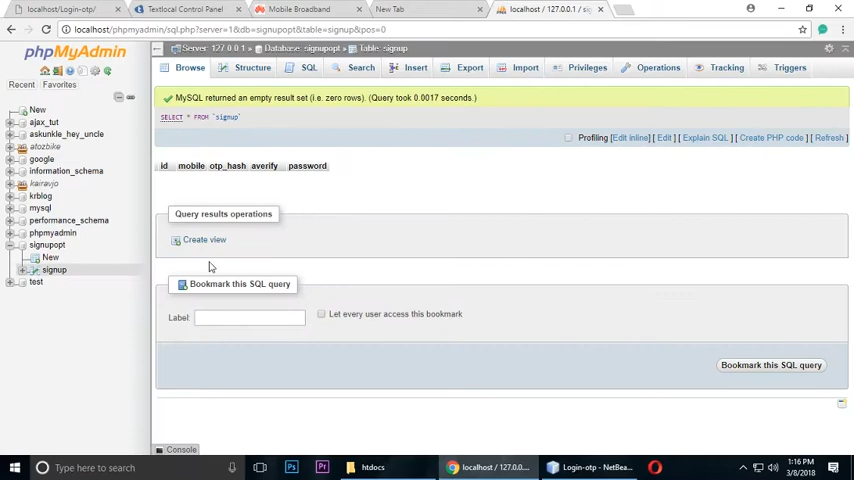 localhost/Login-otp/
Textlocal Control Panel
Mobile Broadband
New Tab
localhost / 127.0.0.1 / sig
localhost/phpmyadmin/sql.php?server=1&db=signupopt&table=signup&pos=0
phpMyAdmin
Recent Favorites
New
ajax_tut
askunkle_hey_uncle
atozbike
google
information_schema
kairavjo
krblog
mysql
performance_schema
phpmyadmin
signupopt
New
signup
test
Server: 127.0.0.1 » Database: signupopt » Table: signup
Browse Structure SQL Search Insert Export Import Privileges Operations Tracking Triggers
MySQL returned an empty result set (i.e. zero rows). (Query took 0.0017 seconds.)
SELECT * FROM `signup`
Profiling [Edit inline] [ Edit ] [ Explain SQL ] [ Create PHP code ] [ Refresh ]
id mobile otp_hash averify password
Query results operations
Create view
Bookmark this SQL query
Label:
Let every user access this bookmark
Bookmark this SQL query
Console
Type here to search
Ps
Pr
htdocs
localhost / 127.0.0....
Login-otp - NetBea...
1:16 PM
3/8/2018